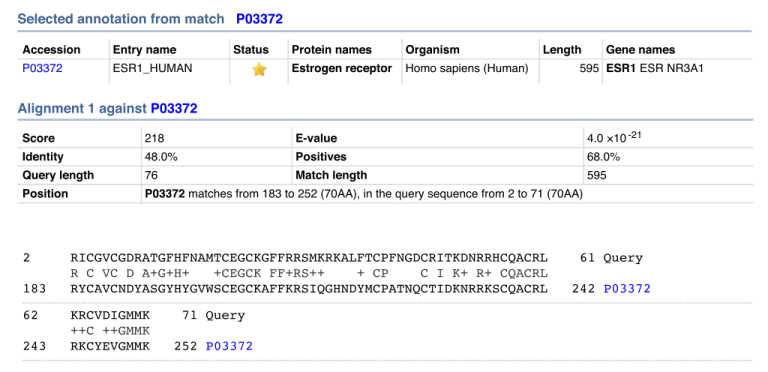 Selected annotation from match P03372
Accession Entry name Status Protein names Organism Length Gene names
P03372 ESR1_HUMAN Estrogen receptor Homo sapiens (Human) 595 ESR1 ESR NR3A1
Alignment 1 against P03372
Score 218 E-value 4.0 ×10-21
Identity 48.0% Positives 68.0%
Query length 76 Match length 595
Position P03372 matches from 183 to 252 (70AA), in the query sequence from 2 to 71 (70AA)
2 RICGVCGDRATGFHFNAMTCEGCKGFFRRSMKRKALFTCPFNGDCRITKDNRRHCQACRL 61 Query
R C VC D A+G+H+   +CEGCK FF+RS++    + CP    C I K+ R+ CQACRL
183 RYCAVCNDYASGYHYGVWSCEGCKAFFKRSIQGHNDYMCPATNQCTIDKNRRKSCQACRL 242 P03372
62 KRCVDIGMMK 71 Query
++C ++GMMK
243 RKCYEVGMMK 252 P03372